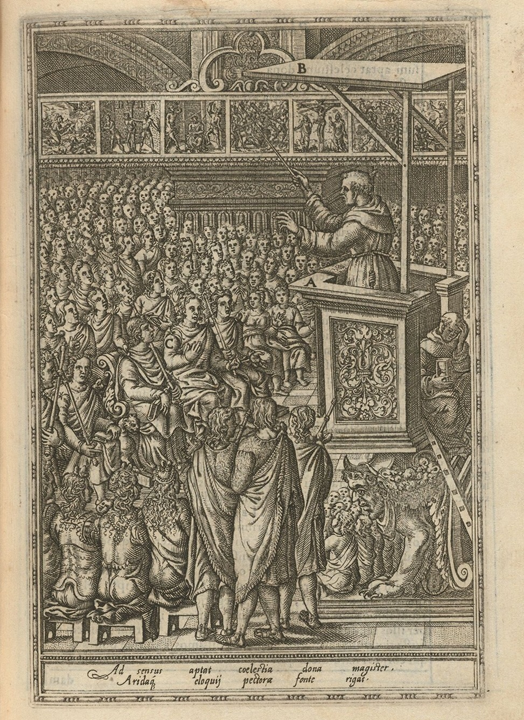 B
A
C
Ad sensus aptat coelestia dona magister.
Aridaq, eloquij pectora fonte rigat.